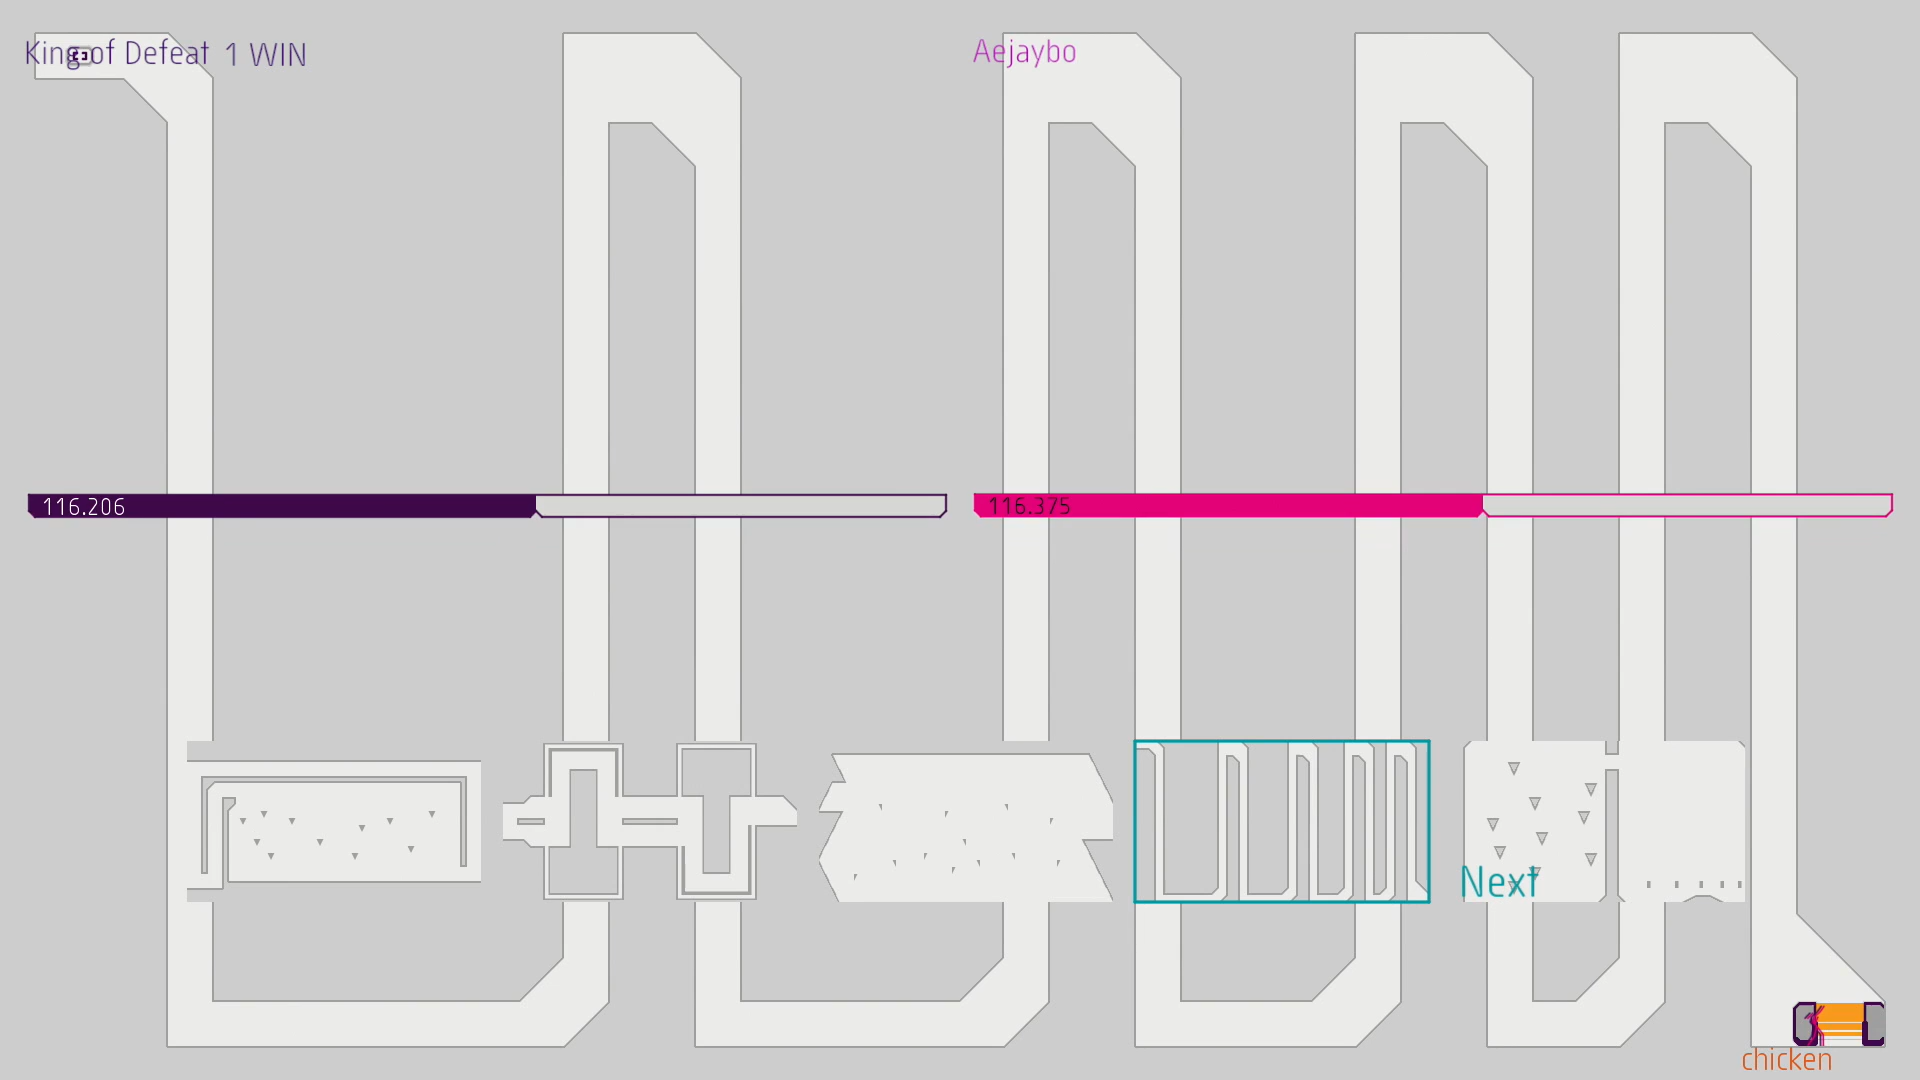 King of Defeat 1 WIN
Aejaybo
116.206
116.375
Next
chicken